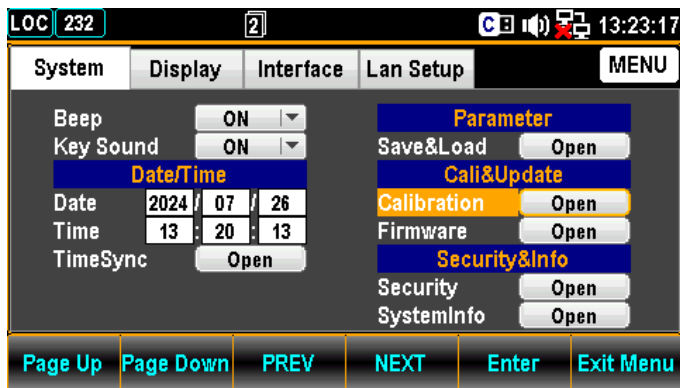 LOC 232 2 C 13:23:17
System Display Interface Lan Setup MENU
Beep ON
Key Sound ON
Date/Time
Date 2024 / 07 / 26
Time 13 : 20 : 13
TimeSync Open
Parameter
Save&Load Open
Cali&Update
Calibration Open
Firmware Open
Security&Info
Security Open
SystemInfo Open
Page Up Page Down PREV NEXT Enter Exit Menu